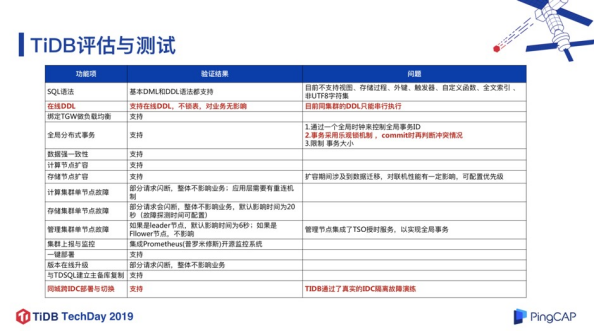 TiDB评估与测试
功能项 验证结果 问题
SQL语法 基本DML和DDL语法都支持 目前不支持视图、存储过程、外键、触发器、自定义函数、全文索引，
非UTF8字符集
在线DDL 支持在线DDL，不锁表，对业务无影响 目前同集群的DDL只能串行执行
绑定TGW做负载均衡 支持
全局分布式事务 支持 1.通过一个全局时钟来控制全局事务ID
2.事务采用乐观锁机制，commit时再判断冲突情况
3.限制 事务大小
数据强一致性 支持
计算节点扩容 支持
存储节点扩容 支持 扩容期间涉及到数据迁移，对联机性能有一定影响，可配置优先级
计算集群单节点故障 部分请求闪断，整体不影响业务；应用层需要有重连机
制
存储集群单节点故障 部分请求会闪断，整体不影响业务，默认影响时间为20
秒（故障探测时间可配置）
管理集群单节点故障 如果是leader节点，默认影响时间为6秒；如果是
Fllower节点，不影响 管理节点集成了TSO授时服务，以实现全局事务
集群上报与监控 集成Prometheus(普罗米修斯)开源监控系统
一键部署 支持
版本在线升级 部分请求闪断，整体不影响业务
与TDSQL建立主备库复制 支持
同城跨IDC部署与切换 支持 TIDB通过了真实的IDC隔离故障演练
TiDB TechDay 2019
PingCAP